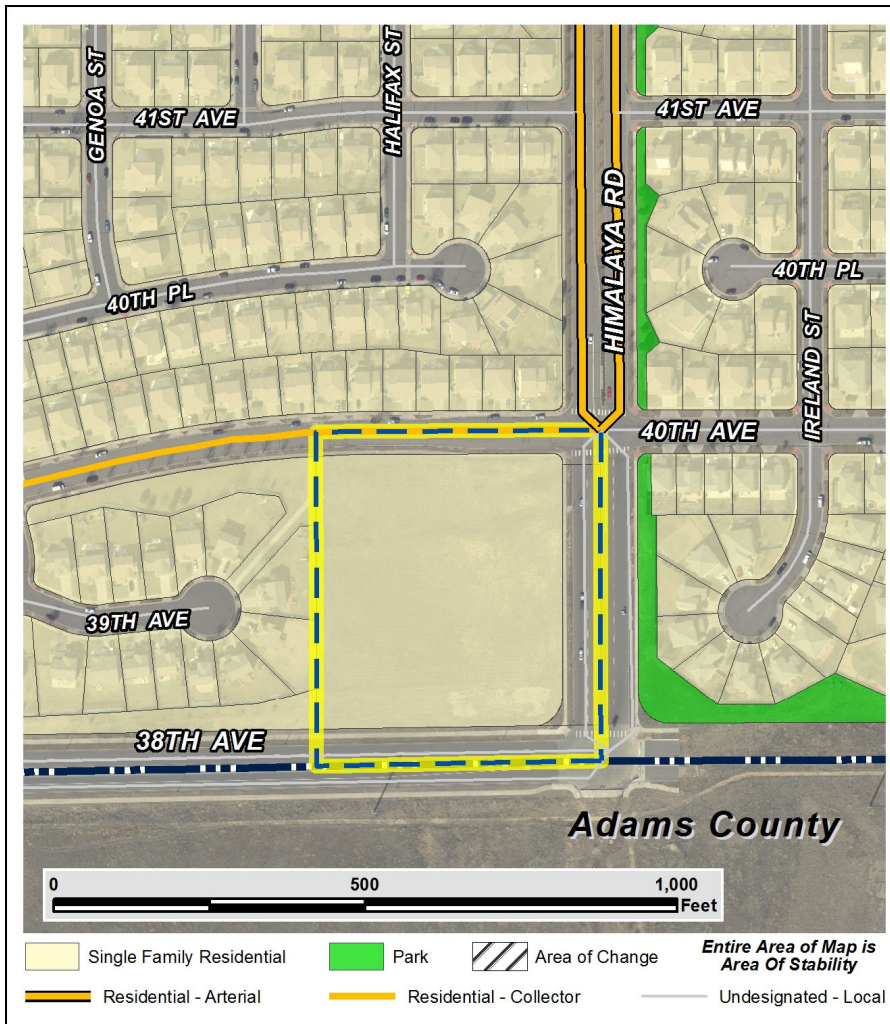 GENOA ST
41ST AVE
HALIFAX ST
HIMALAYA RD
41ST AVE
40TH PL
40TH PL
IRELAND ST
40TH AVE
39TH AVE
38TH AVE
Adams County
0 500 1,000
Feet
Single Family Residential
Park
Area of Change
Entire Area of Map is
Area Of Stability
Residential - Arterial
Residential - Collector
Undesignated - Local